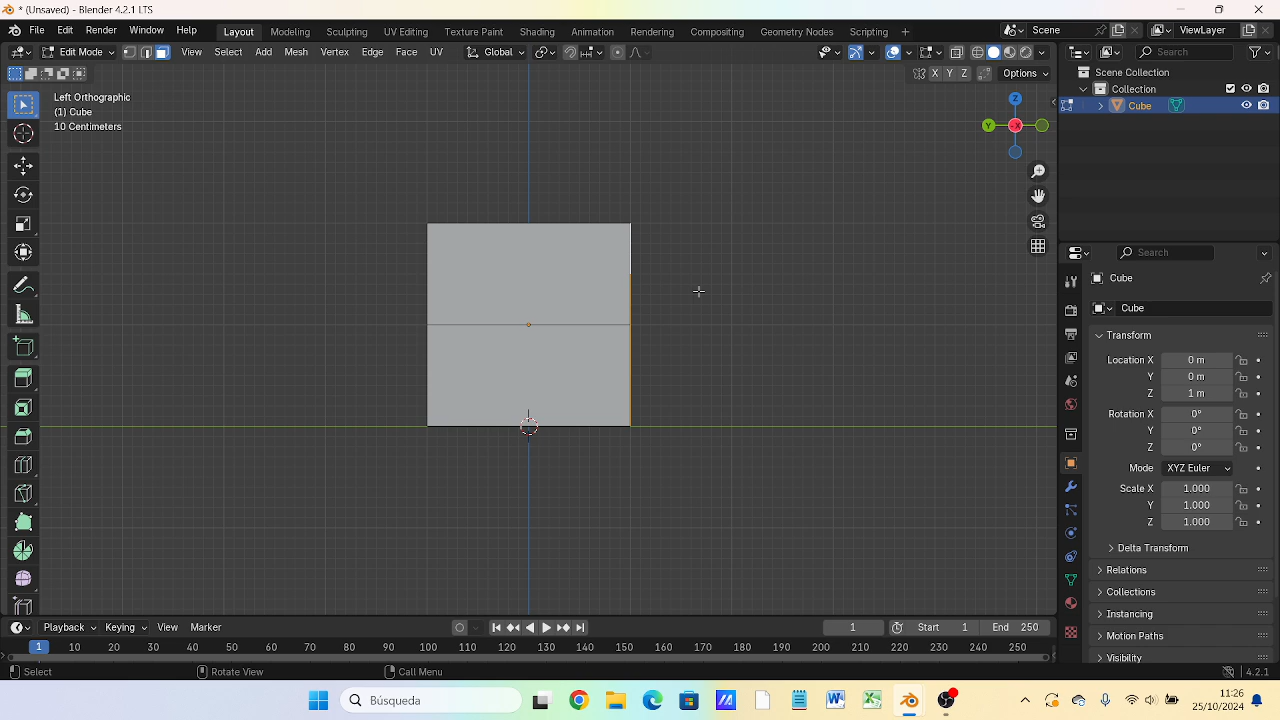 * (Unsaved) - Blender 4.2.1 LTS
File Edit Render Window Help Layout Modeling Sculpting UV Editing Texture Paint Shading Animation Rendering Compositing Geometry Nodes Scripting + Scene ViewLayer
Edit Mode View Select Add Mesh Vertex Edge Face UV Global Search
X Y Z Options
Left Orthographic
(1) Cube
10 Centimeters
Scene Collection
Collection
Cube
Z
Y
-X
Search
Cube
Cube
Transform
Location X 0 m
Y 0 m
Z 1 m
Rotation X 0°
Y 0°
Z 0°
Mode XYZ Euler
Scale X 1.000
Y 1.000
Z 1.000
Delta Transform
Relations
Collections
Instancing
Motion Paths
Visibility
Playback Keying View Marker 1 Start 1 End 250
1 10 20 30 40 50 60 70 80 90 100 110 120 130 140 150 160 170 180 190 200 210 220 230 240 250
Select Rotate View Call Menu 4.2.1
Búsqueda
11:26
25/10/2024